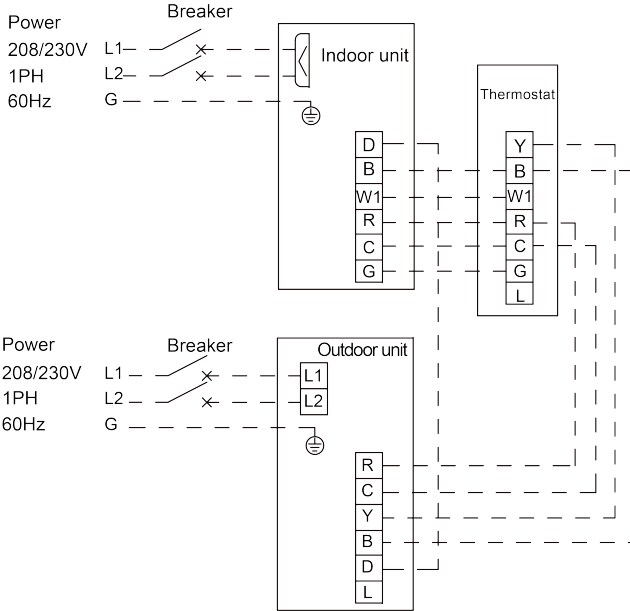 Power
Breaker
208/230V L1
1PH L2
60Hz G
Indoor unit
D
B
W1
R
C
G
Thermostat
Y
B
W1
R
C
G
L
Power
Breaker
208/230V L1
1PH L2
60Hz G
Outdoor unit
L1
L2
R
C
Y
B
D
L